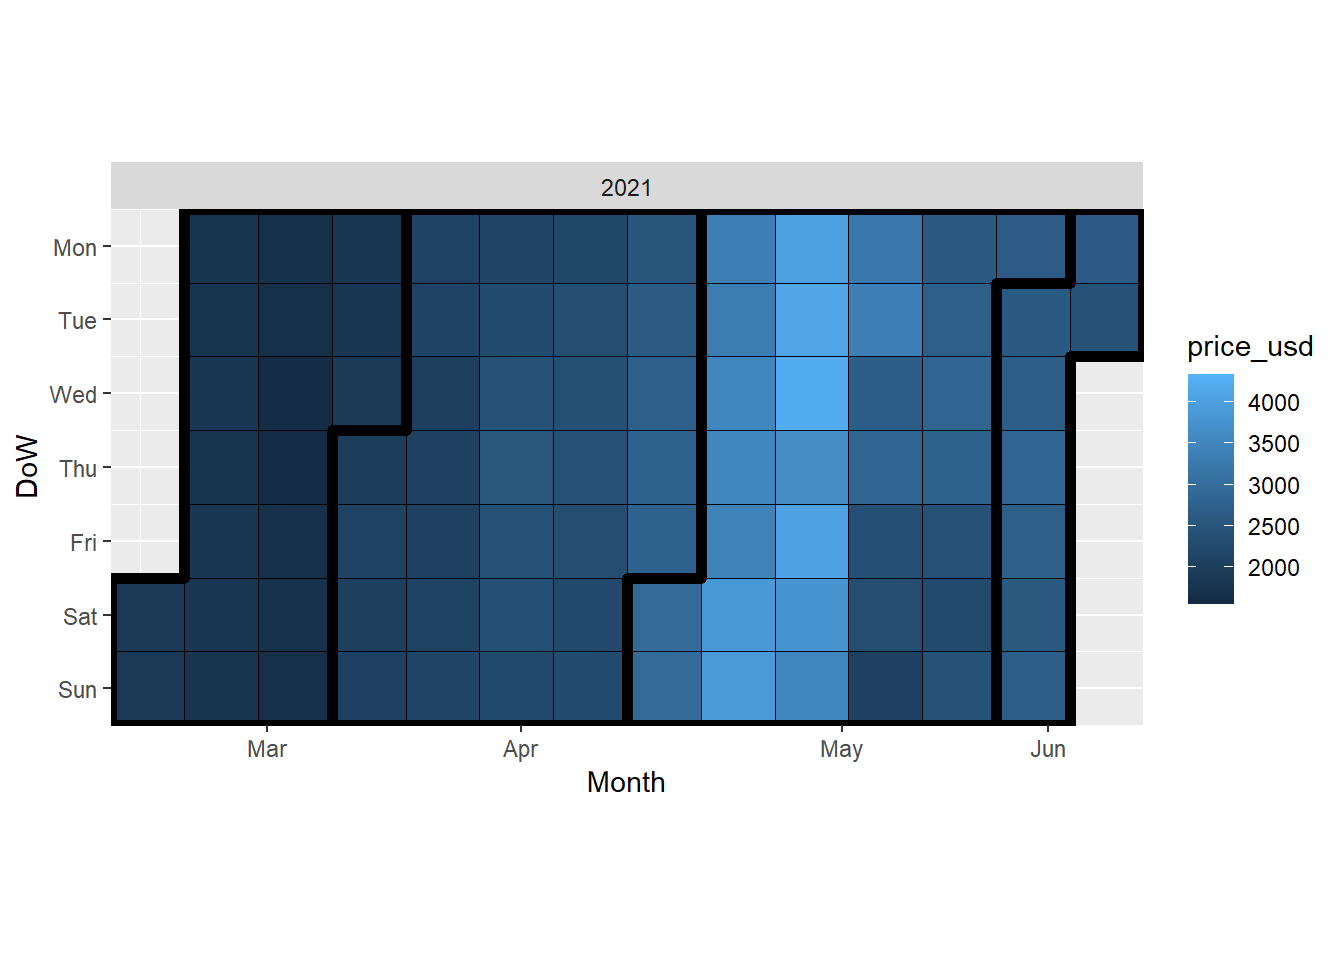 2021
Mon
Tue
Wed
Thu
Fri
Sat
Sun
DoW
Mar Apr May Jun
Month
price_usd
4000
3500
3000
2500
2000